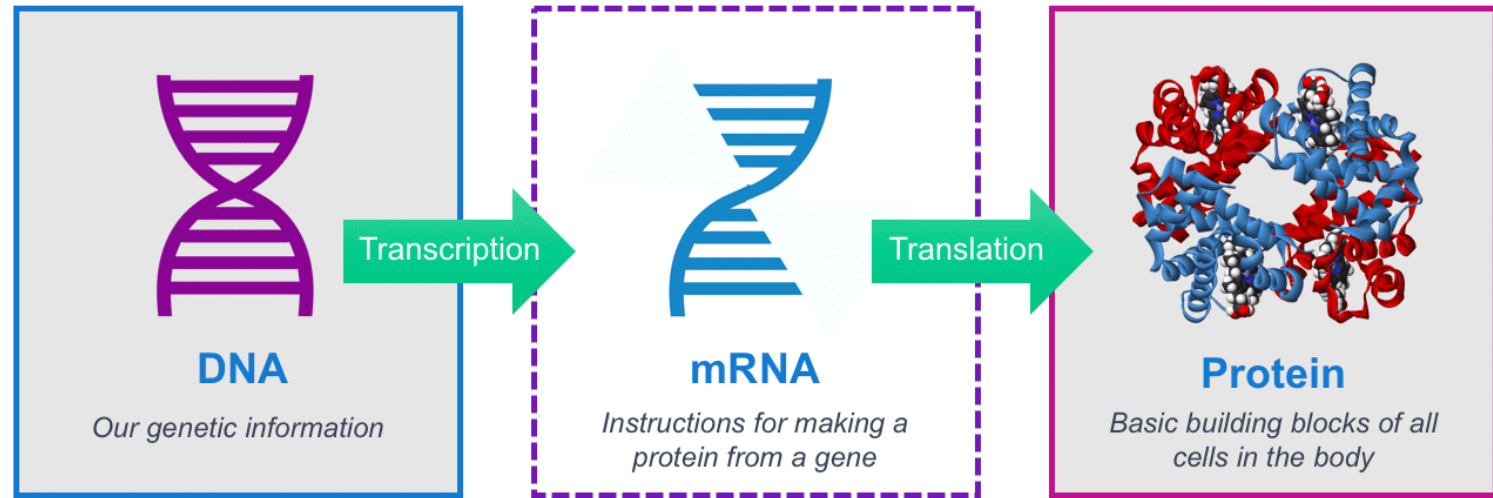 Transcription
Translation
DNA
Our genetic information
mRNA
Instructions for making a
protein from a gene
Protein
Basic building blocks of all
cells in the body